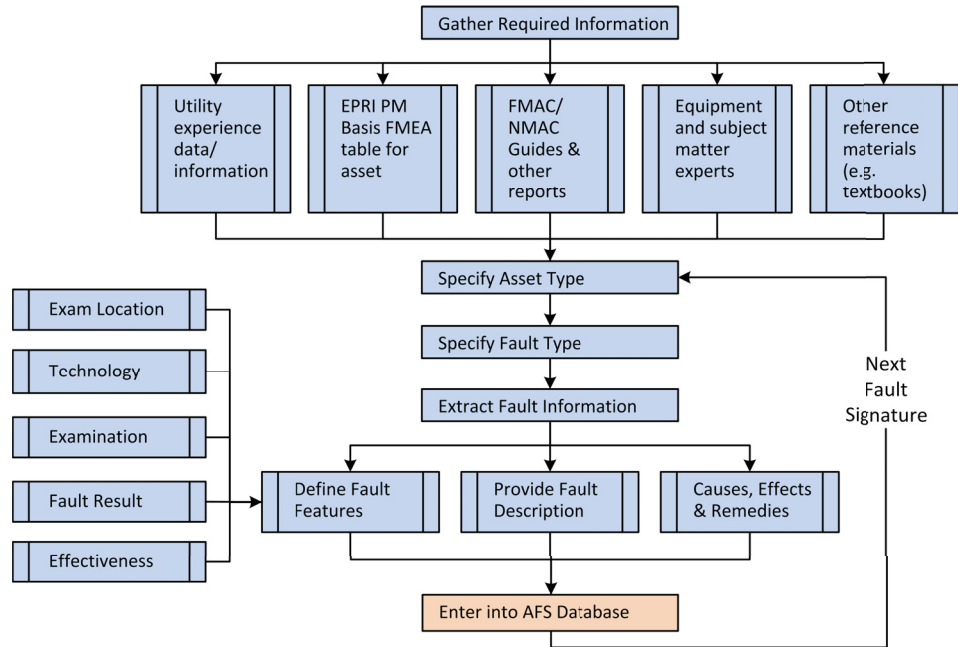 Gather Required Information
Utility
experience
data/
information
EPRI PM
Basis FMEA
table for
asset
FMAC/
NMAC
Guides &
other
reports
Equipment
and subject
matter
experts
Other
reference
materials
(e.g.
textbooks)
Specify Asset Type
Exam Location
Specify Fault Type
Technology
Next
Fault
Signature
Extract Fault Information
Examination
Fault Result
Define Fault
Features
Provide Fault
Description
Causes, Effects
& Remedies
Effectiveness
Enter into AFS Database